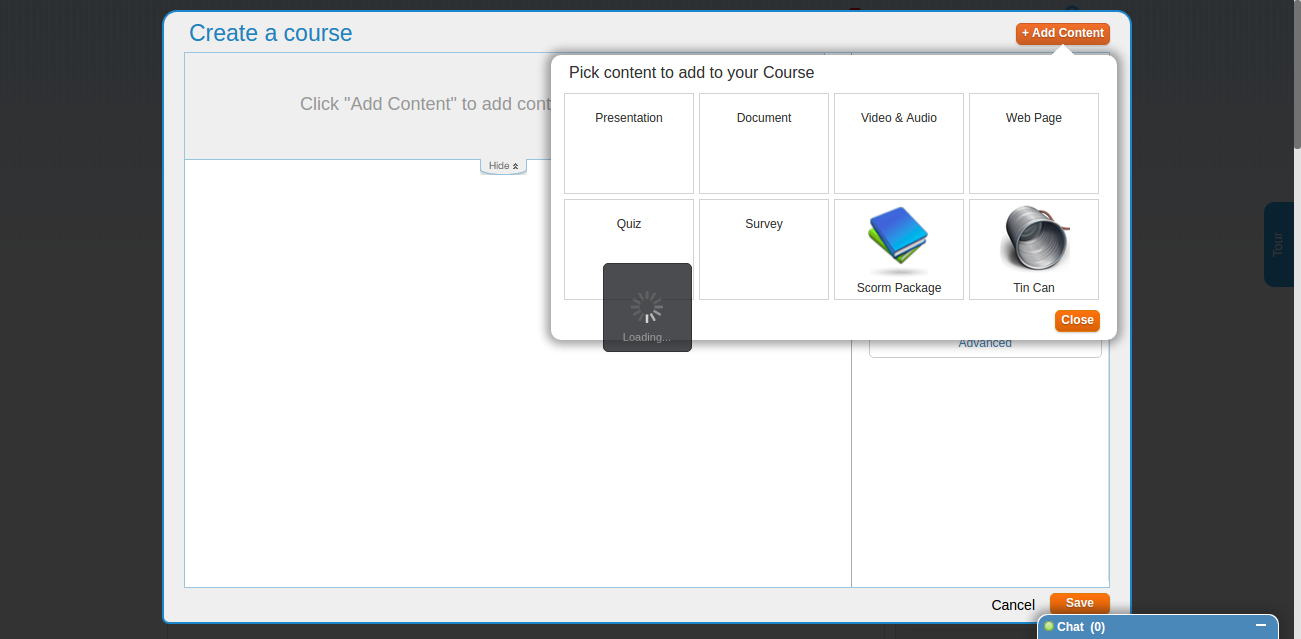 Create a course
+ Add Content
Pick content to add to your Course
Click "Add Content" to add cont
Presentation
Document
Video & Audio
Web Page
Hide
Quiz
Survey
Scorm Package
Tin Can
Loading...
Close
Advanced
Tour
Cancel
Save
Chat (0)